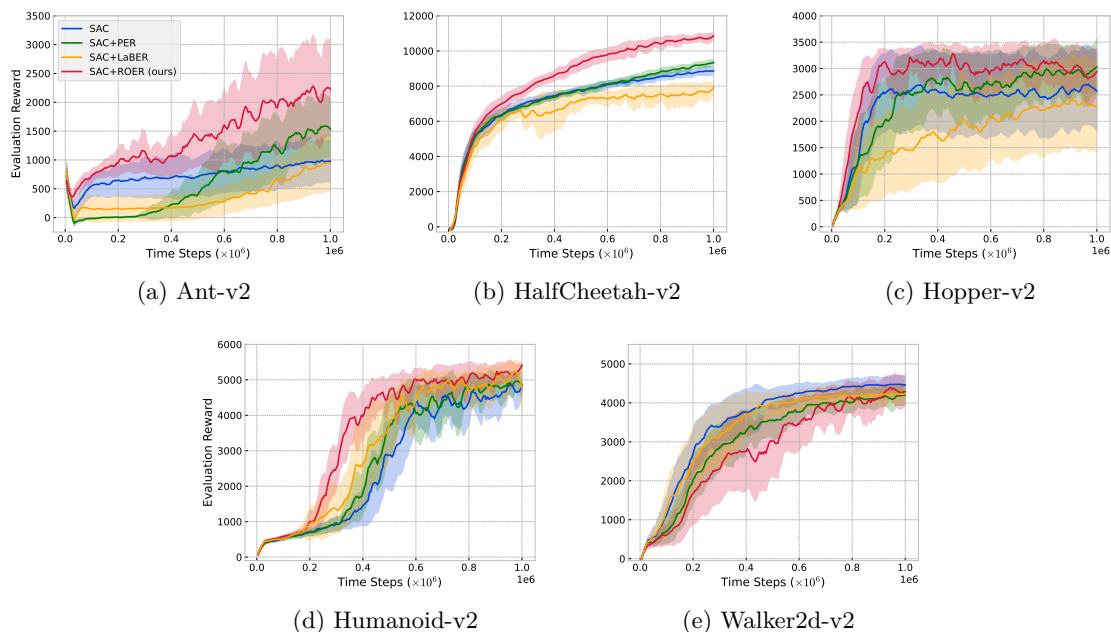 SAC
SAC+PER
SAC+LaBER
SAC+ROER (ours)
Evaluation Reward
3500
3000
2500
2000
1500
1000
500
0
0.0 0.2 0.4 0.6 0.8 1.0
1e6
Time Steps (×10⁶)
(a) Ant-v2
12000
10000
8000
6000
4000
2000
0
0.0 0.2 0.4 0.6 0.8 1.0
1e6
Time Steps (×10⁶)
(b) HalfCheetah-v2
4000
3500
3000
2500
2000
1500
1000
500
0
0.0 0.2 0.4 0.6 0.8 1.0
1e6
Time Steps (×10⁶)
(c) Hopper-v2
Evaluation Reward
6000
5000
4000
3000
2000
1000
0
0.0 0.2 0.4 0.6 0.8 1.0
1e6
Time Steps (×10⁶)
(d) Humanoid-v2
5000
4000
3000
2000
1000
0
0.0 0.2 0.4 0.6 0.8 1.0
1e6
Time Steps (×10⁶)
(e) Walker2d-v2